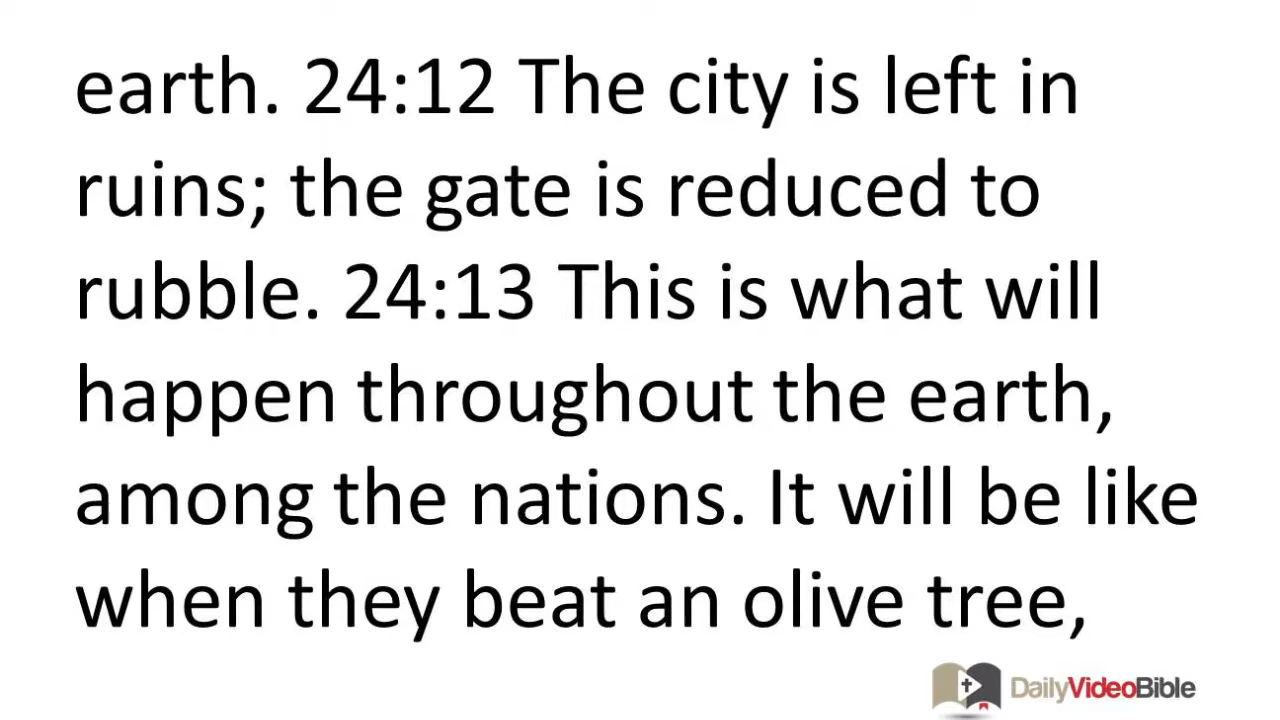 earth. 24:12 The city is left in
ruins; the gate is reduced to
rubble. 24:13 This is what will
happen throughout the earth,
among the nations. It will be like
when they beat an olive tree,
DailyVideoBible